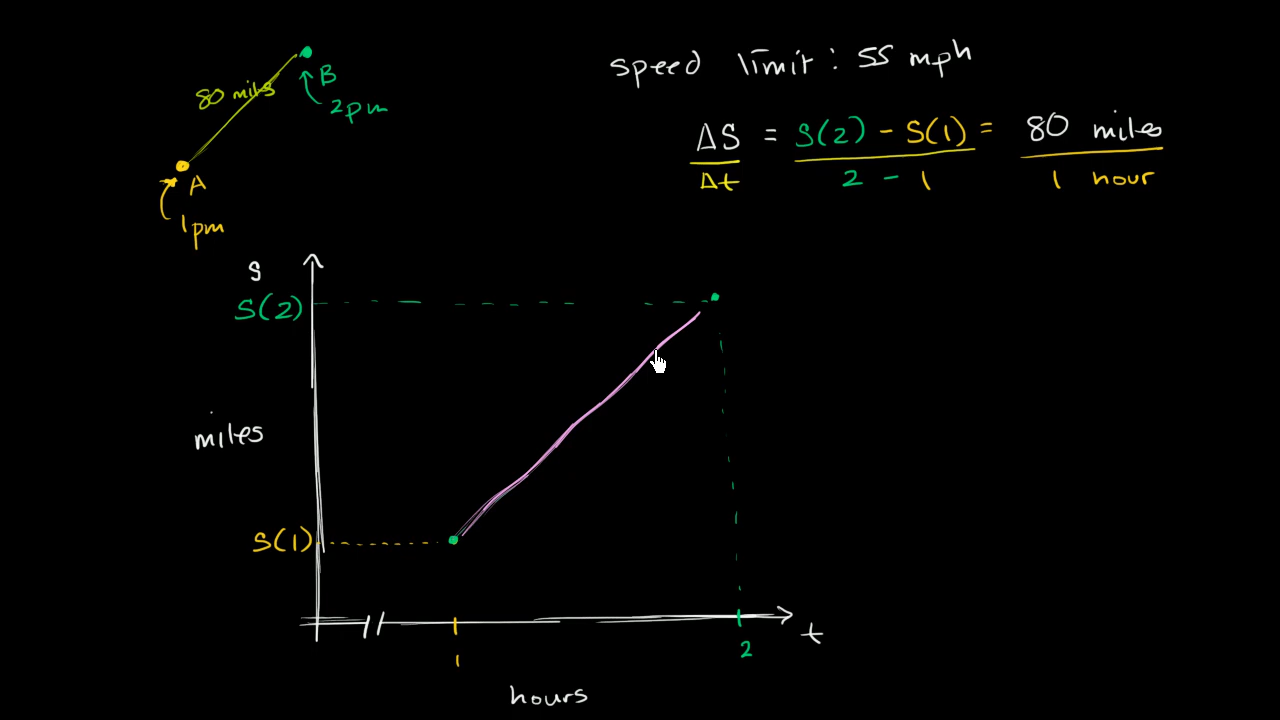 80 miles
B
2pm
A
1pm
speed limit: 55 mph
ΔS = S(2) - S(1) = 80 miles
Δt 2 - 1 1 hour
S
S(2)
miles
S(1)
1
2
t
hours